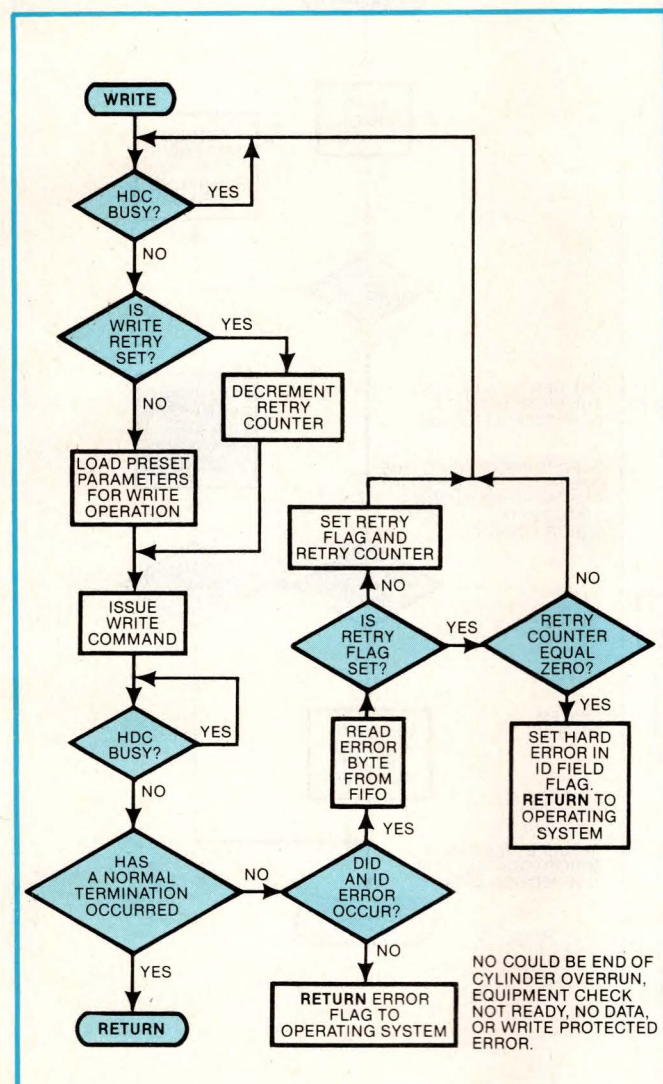 WRITE
HDC
BUSY?
YES
NO
IS
WRITE
RETRY
SET?
YES
DECREMENT
RETRY
COUNTER
NO
LOAD PRESET
PARAMETERS
FOR WRITE
OPERATION
ISSUE
WRITE
COMMAND
HDC
BUSY?
YES
NO
HAS
A NORMAL
TERMINATION
OCCURRED
NO
YES
RETURN
DID
AN ID
ERROR
OCCUR?
YES
NO
RETURN ERROR
FLAG TO
OPERATING SYSTEM
READ
ERROR
BYTE
FROM
FIFO
IS
RETRY
FLAG
SET?
NO
SET RETRY
FLAG AND
RETRY COUNTER
YES
RETRY
COUNTER
EQUAL
ZERO?
NO
YES
SET HARD
ERROR IN
ID FIELD
FLAG.
RETURN TO
OPERATING
SYSTEM
NO COULD BE END OF
CYLINDER OVERRUN,
EQUIPMENT CHECK
NOT READY, NO DATA,
OR WRITE PROTECTED
ERROR.